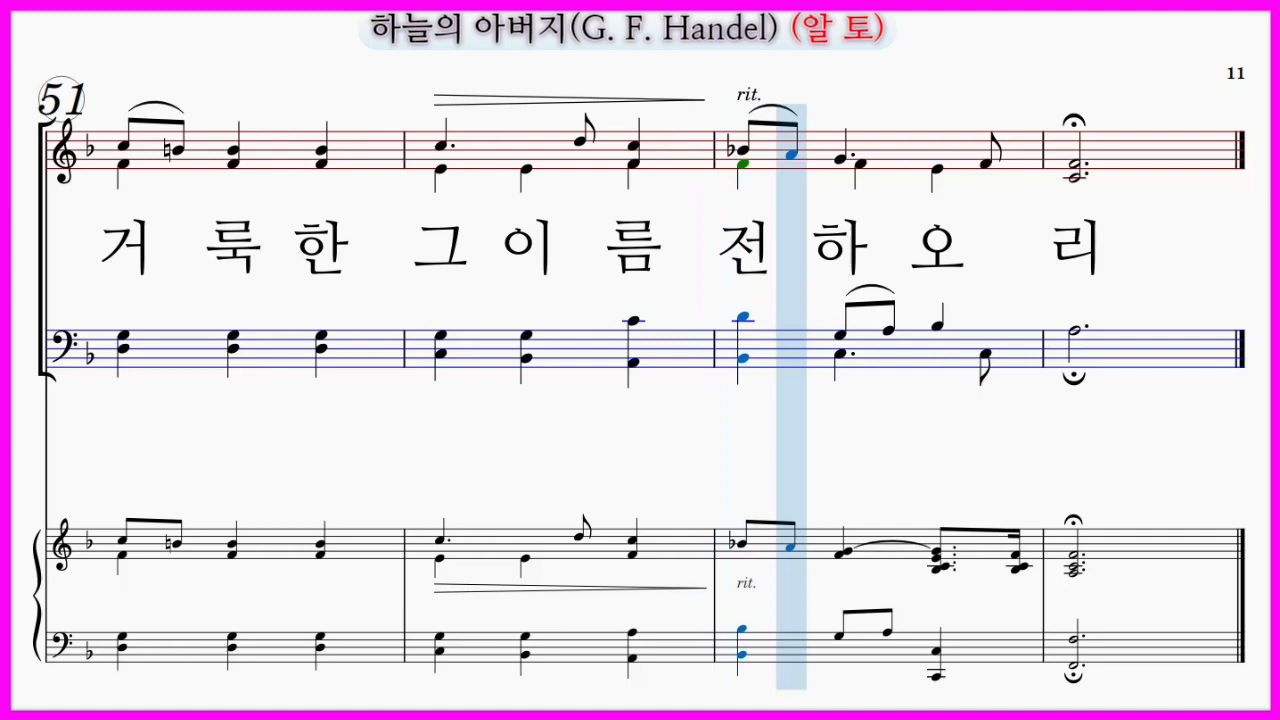 하늘의 아버지(G. F. Handel) (알 토)
11
51
rit.
거 룩 한 그 이 름 전 하 오 리
rit.